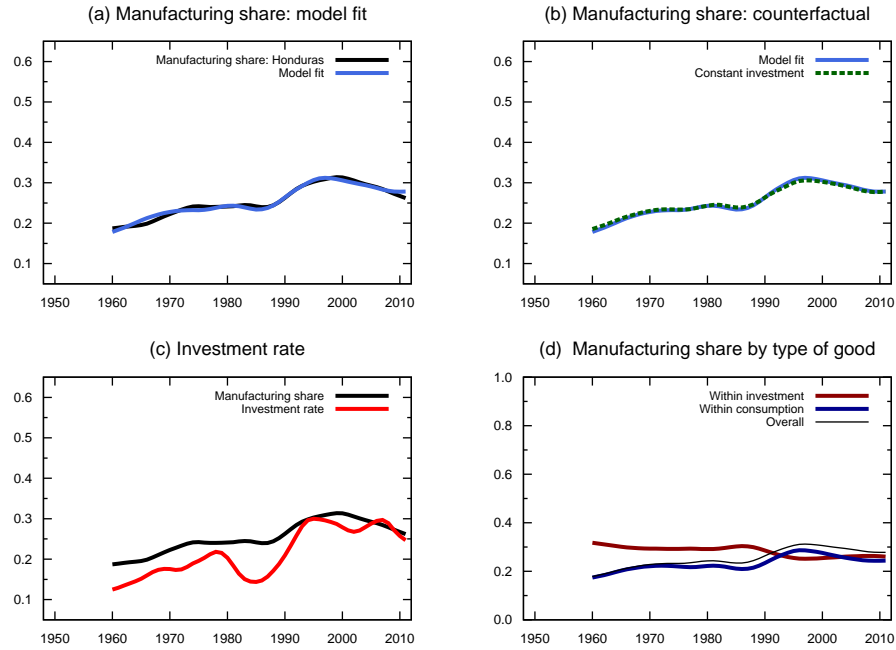 (a) Manufacturing share: model fit
Manufacturing share: Honduras
Model fit
0.6
0.5
0.4
0.3
0.2
0.1
1950 1960 1970 1980 1990 2000 2010
(b) Manufacturing share: counterfactual
Model fit
Constant investment
0.6
0.5
0.4
0.3
0.2
0.1
1950 1960 1970 1980 1990 2000 2010
(c) Investment rate
Manufacturing share
Investment rate
0.6
0.5
0.4
0.3
0.2
0.1
1950 1960 1970 1980 1990 2000 2010
(d) Manufacturing share by type of good
Within investment
Within consumption
Overall
1.0
0.8
0.6
0.4
0.2
0.0
1950 1960 1970 1980 1990 2000 2010